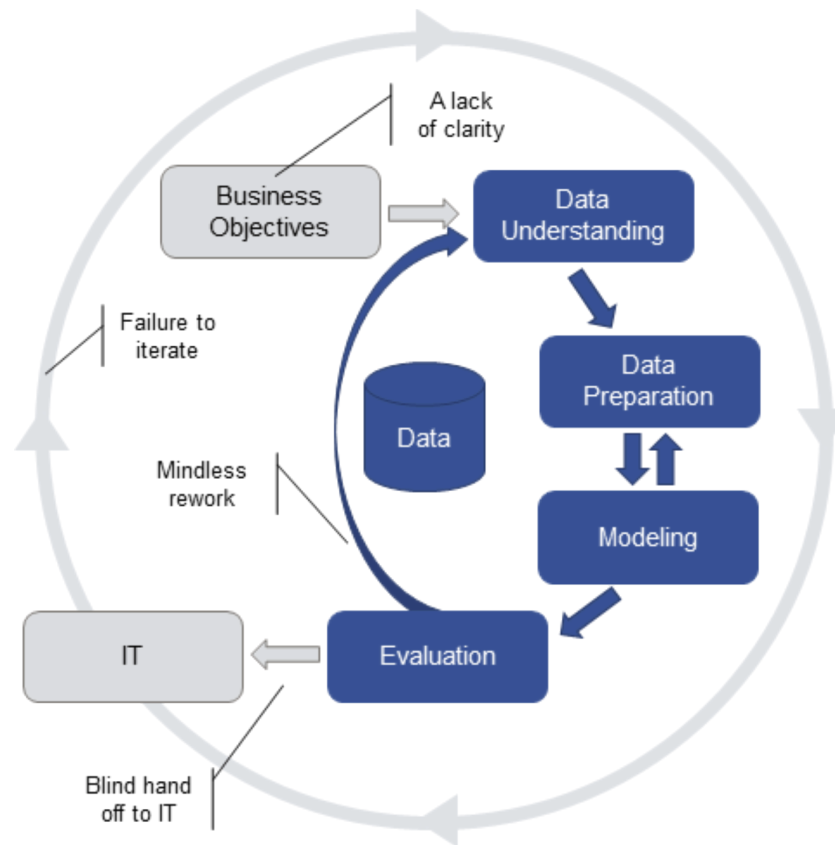 A lack
of clarity
Business
Objectives
Data
Understanding
Failure to
iterate
Data
Preparation
Data
Mindless
rework
Modeling
IT
Evaluation
Blind hand
off to IT